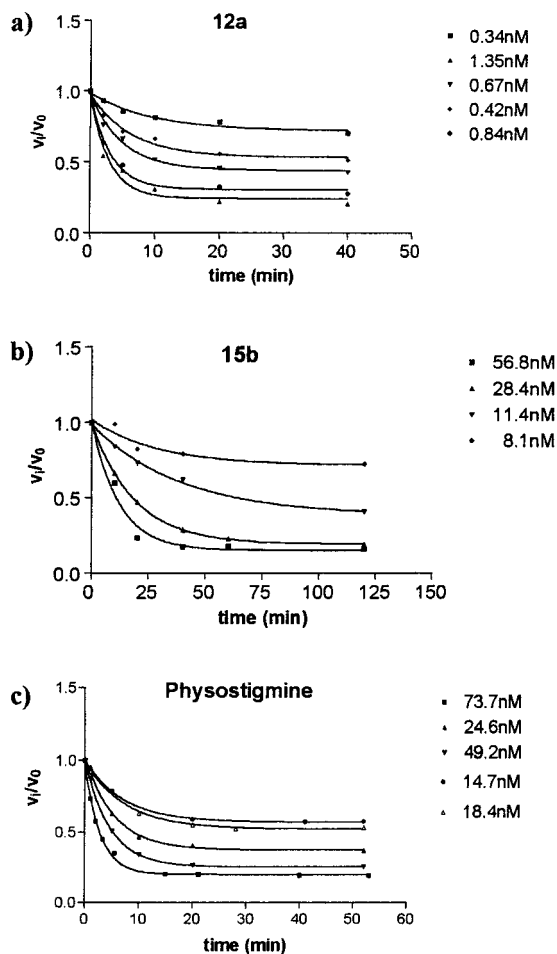 a)
12a
1.5
1.0
0.5
0.0
vi/v0
0
10
20
30
40
50
time (min)
0.34nM
1.35nM
0.67nM
0.42nM
0.84nM
b)
15b
1.5
1.0
0.5
0.0
vi/v0
0
25
50
75
100
125
150
time (min)
56.8nM
28.4nM
11.4nM
8.1nM
c)
Physostigmine
1.5
1.0
0.5
0.0
vi/v0
0
10
20
30
40
50
60
time (min)
73.7nM
24.6nM
49.2nM
14.7nM
18.4nM